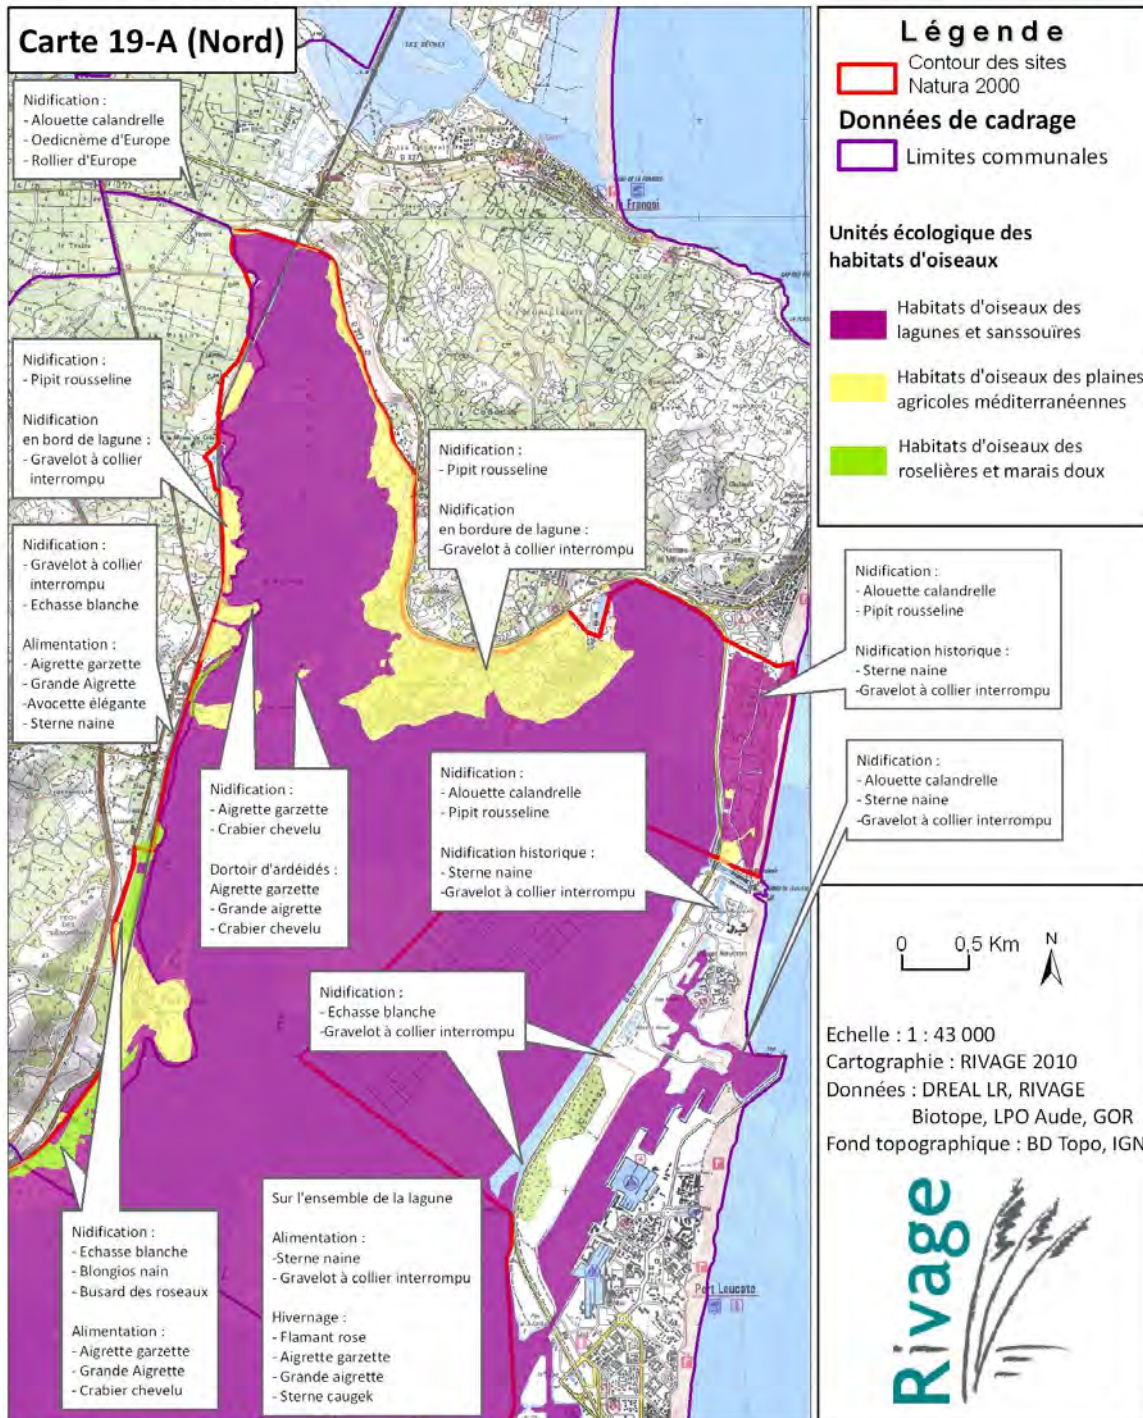 Carte 19-A (Nord)
Nidification :
- Alouette calandrelle
- Oedicnème d'Europe
- Rollier d'Europe
Nidification :
- Pipit rousseline
Nidification
en bord de lagune :
- Gravelot à collier
interrompu
Nidification :
- Gravelot à collier
interrompu
- Echasse blanche
Alimentation :
- Aigrette garzette
- Grande Aigrette
-Avocette élégante
- Sterne naine
Nidification :
- Pipit rousseline
Nidification
en bordure de lagune :
-Gravelot à collier interrompu
Nidification :
- Aigrette garzette
- Crabier chevelu
Dortoir d'ardéidés :
Aigrette garzette
- Grande aigrette
- Crabier chevelu
Nidification :
- Alouette calandrelle
- Pipit rousseline
Nidification historique :
- Sterne naine
-Gravelot à collier interrompu
Nidification :
- Echasse blanche
-Gravelot à collier interrompu
Nidification :
- Echasse blanche
- Blongios nain
- Busard des roseaux
Alimentation :
- Aigrette garzette
- Grande Aigrette
- Crabier chevelu
Sur l'ensemble de la lagune
Alimentation :
-Sterne naine
- Gravelot à collier interrompu
Hivernage :
- Flamant rose
- Aigrette garzette
- Grande aigrette
- Sterne caugek
Port Leucate
Légende
Contour des sites
Natura 2000
Données de cadrage
Limites communales
Unités écologique des
habitats d'oiseaux
Habitats d'oiseaux des
lagunes et sanssouïres
Habitats d'oiseaux des plaines
agricoles méditerranéennes
Habitats d'oiseaux des
roselières et marais doux
Nidification :
- Alouette calandrelle
- Pipit rousseline
Nidification historique :
- Sterne naine
-Gravelot à collier interrompu
Nidification :
- Alouette calandrelle
- Sterne naine
-Gravelot à collier interrompu
0 0,5 Km N
Echelle : 1 : 43 000
Cartographie : RIVAGE 2010
Données : DREAL LR, RIVAGE
Biotope, LPO Aude, GOR
Fond topographique : BD Topo, IGN
Rivage